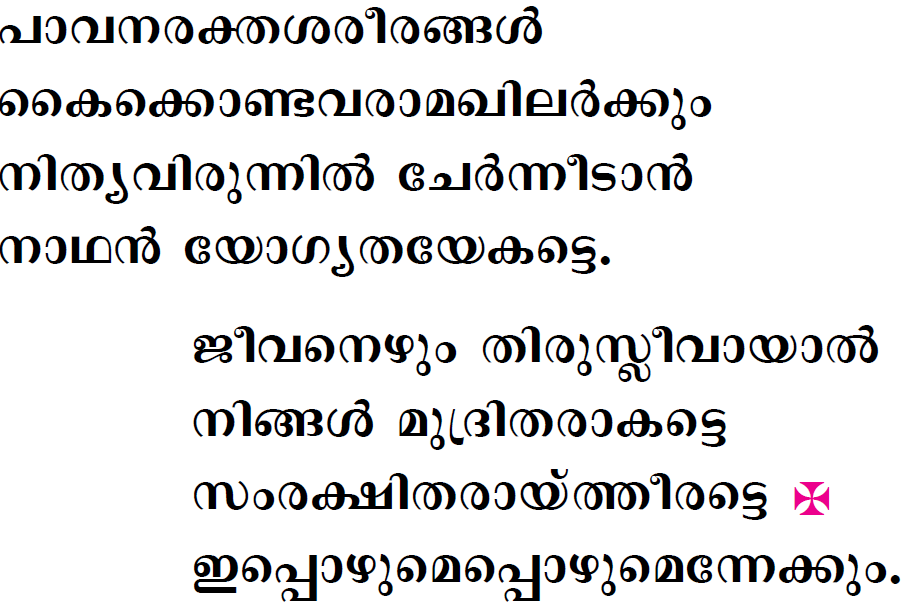 പാവനരക്തശരീരങ്ങൾ
കൈക്കൊണ്ടവരാമഖിലർക്കും
നിത്യവിരുന്നിൽ ചേർന്നീടാൻ
നാഥൻ യോഗ്യതയേകട്ടെ.
ജീവനെഴും തിരുസ്ലീവായാൽ
നിങ്ങൾ മുദ്രിതരാകട്ടെ
സംരക്ഷിതരായ്ത്തീരട്ടെ ✠
ഇപ്പൊഴുമെപ്പൊഴുമെന്നേക്കും.